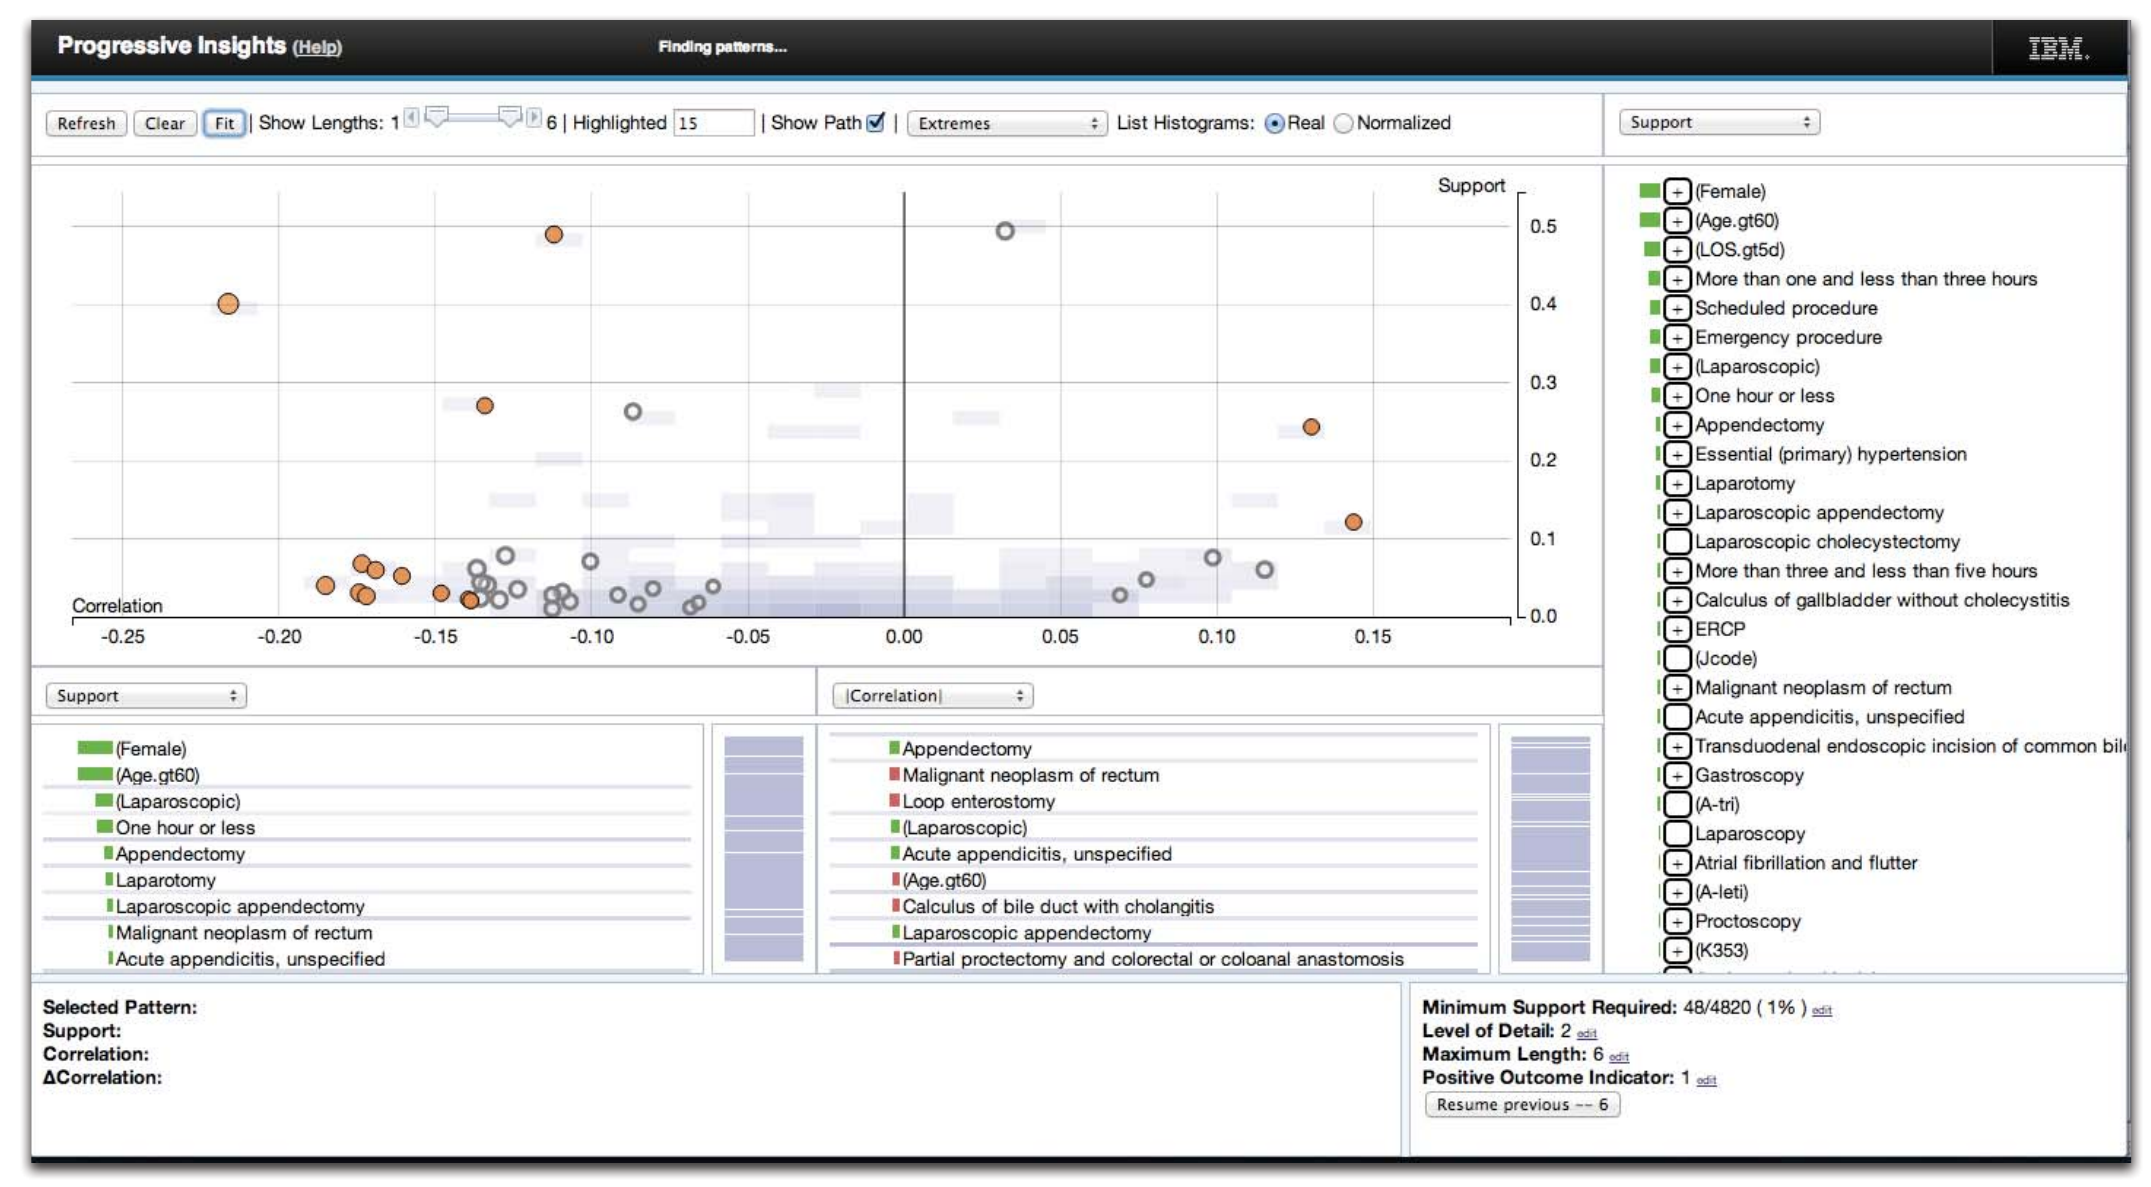 Progressive Insights (Help)
Finding patterns...
IBM.
Refresh Clear Fit | Show Lengths: 1 6 | Highlighted 15 | Show Path | Extremes List Histograms: Real Normalized
Support
Support
0.5
0.4
0.3
0.2
0.1
0.0
Correlation
-0.25 -0.20 -0.15 -0.10 -0.05 0.00 0.05 0.10 0.15
+ (Female)
+ (Age.gt60)
+ (LOS.gt5d)
+ More than one and less than three hours
+ Scheduled procedure
+ Emergency procedure
+ (Laparoscopic)
+ One hour or less
+ Appendectomy
+ Essential (primary) hypertension
+ Laparotomy
+ Laparoscopic appendectomy
Laparoscopic cholecystectomy
+ More than three and less than five hours
+ Calculus of gallbladder without cholecystitis
+ ERCP
(Jcode)
+ Malignant neoplasm of rectum
Acute appendicitis, unspecified
+ Transduodenal endoscopic incision of common bil
+ Gastroscopy
(A-tri)
Laparoscopy
+ Atrial fibrillation and flutter
+ (A-leti)
+ Proctoscopy
+ (K353)
Support
(Female)
(Age.gt60)
(Laparoscopic)
One hour or less
Appendectomy
Laparotomy
Laparoscopic appendectomy
Malignant neoplasm of rectum
Acute appendicitis, unspecified
|Correlation|
Appendectomy
Malignant neoplasm of rectum
Loop enterostomy
(Laparoscopic)
Acute appendicitis, unspecified
(Age.gt60)
Calculus of bile duct with cholangitis
Laparoscopic appendectomy
Partial proctectomy and colorectal or coloanal anastomosis
Selected Pattern:
Support:
Correlation:
ΔCorrelation:
Minimum Support Required: 48/4820 ( 1% ) edit
Level of Detail: 2 edit
Maximum Length: 6 edit
Positive Outcome Indicator: 1 edit
Resume previous -- 6